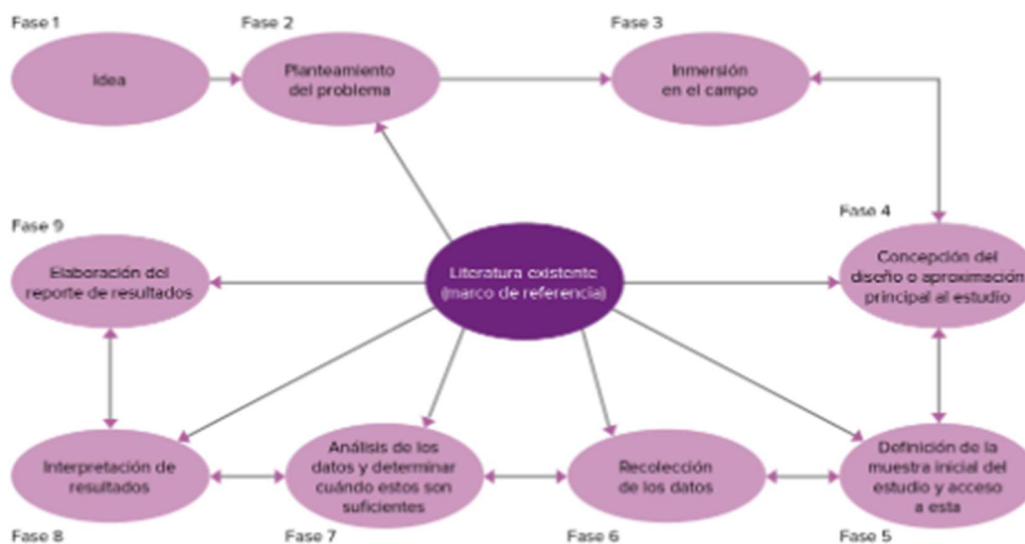 Fase 1
Idea
Fase 2
Planteamiento
del problema
Fase 3
Inmersión
en el campo
Fase 4
Concepción del
diseño o aproximación
principal al estudio
Literatura existente
(marco de referencia)
Fase 9
Elaboración del
reporte de resultados
Interpretación de
resultados
Fase 8
Análisis de los
datos y determinar
cuándo estos son
suficientes
Fase 7
Recolección
de los datos
Fase 6
Definición de la
muestra inicial del
estudio y acceso
a esta
Fase 5